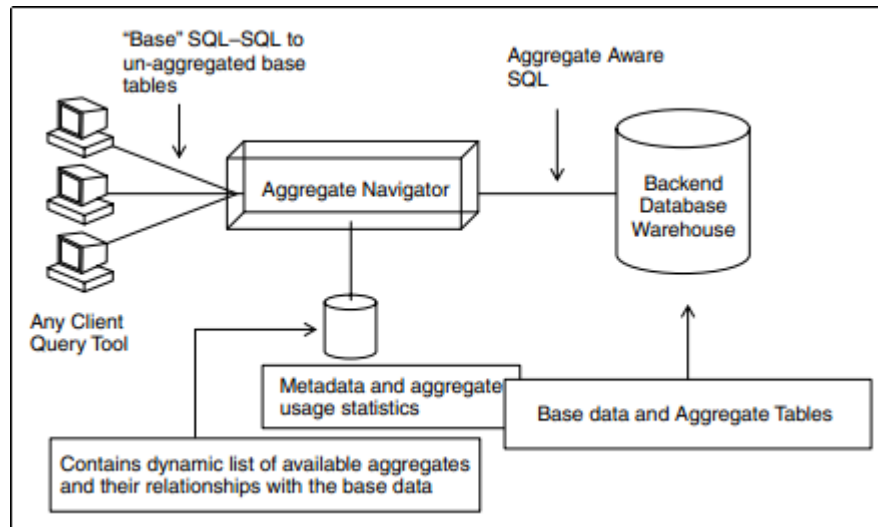 “Base” SQL–SQL to
un-aggregated base
tables
Aggregate Aware
SQL
Aggregate Navigator
Backend
Database
Warehouse
Any Client
Query Tool
Metadata and aggregate
usage statistics
Base data and Aggregate Tables
Contains dynamic list of available aggregates
and their relationships with the base data